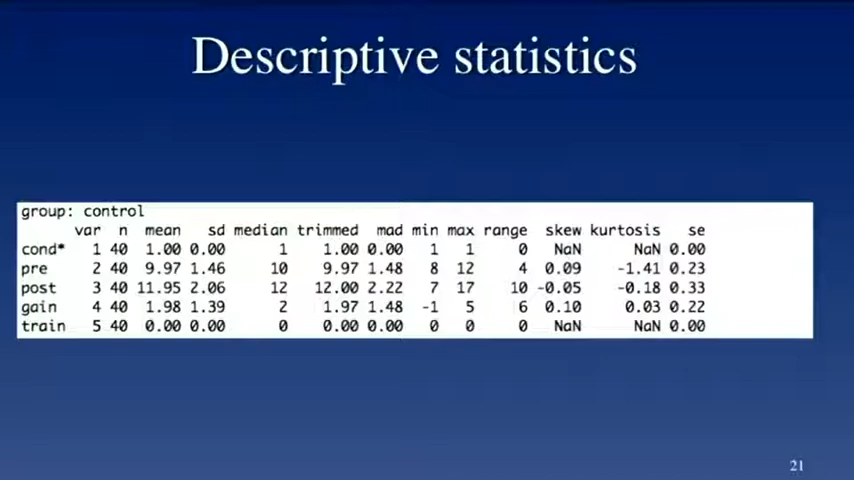 Descriptive statistics
group: control
var n mean sd median trimmed mad min max range skew kurtosis se
cond* 1 40 1.00 0.00 1 1.00 0.00 1 1 0 NaN NaN 0.00
pre 2 40 9.97 1.46 10 9.97 1.48 8 12 4 0.09 -1.41 0.23
post 3 40 11.95 2.06 12 12.00 2.22 7 17 10 -0.05 -0.18 0.33
gain 4 40 1.98 1.39 2 1.97 1.48 -1 5 6 0.10 0.03 0.22
train 5 40 0.00 0.00 0 0.00 0.00 0 0 0 NaN NaN 0.00
21